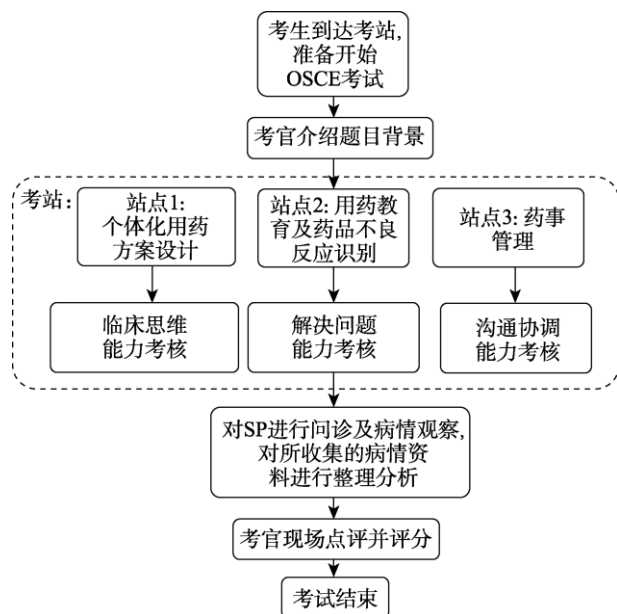 考生到达考站,
准备开始
OSCE考试
考官介绍题目背景
考站:
站点1:
个体化用药
方案设计
站点2: 用药教
育及药品不良
反应识别
站点3: 药事
管理
临床思维
能力考核
解决问题
能力考核
沟通协调
能力考核
对SP进行问诊及病情观察,
对所收集的病情资
料进行整理分析
考官现场点评并评分
考试结束